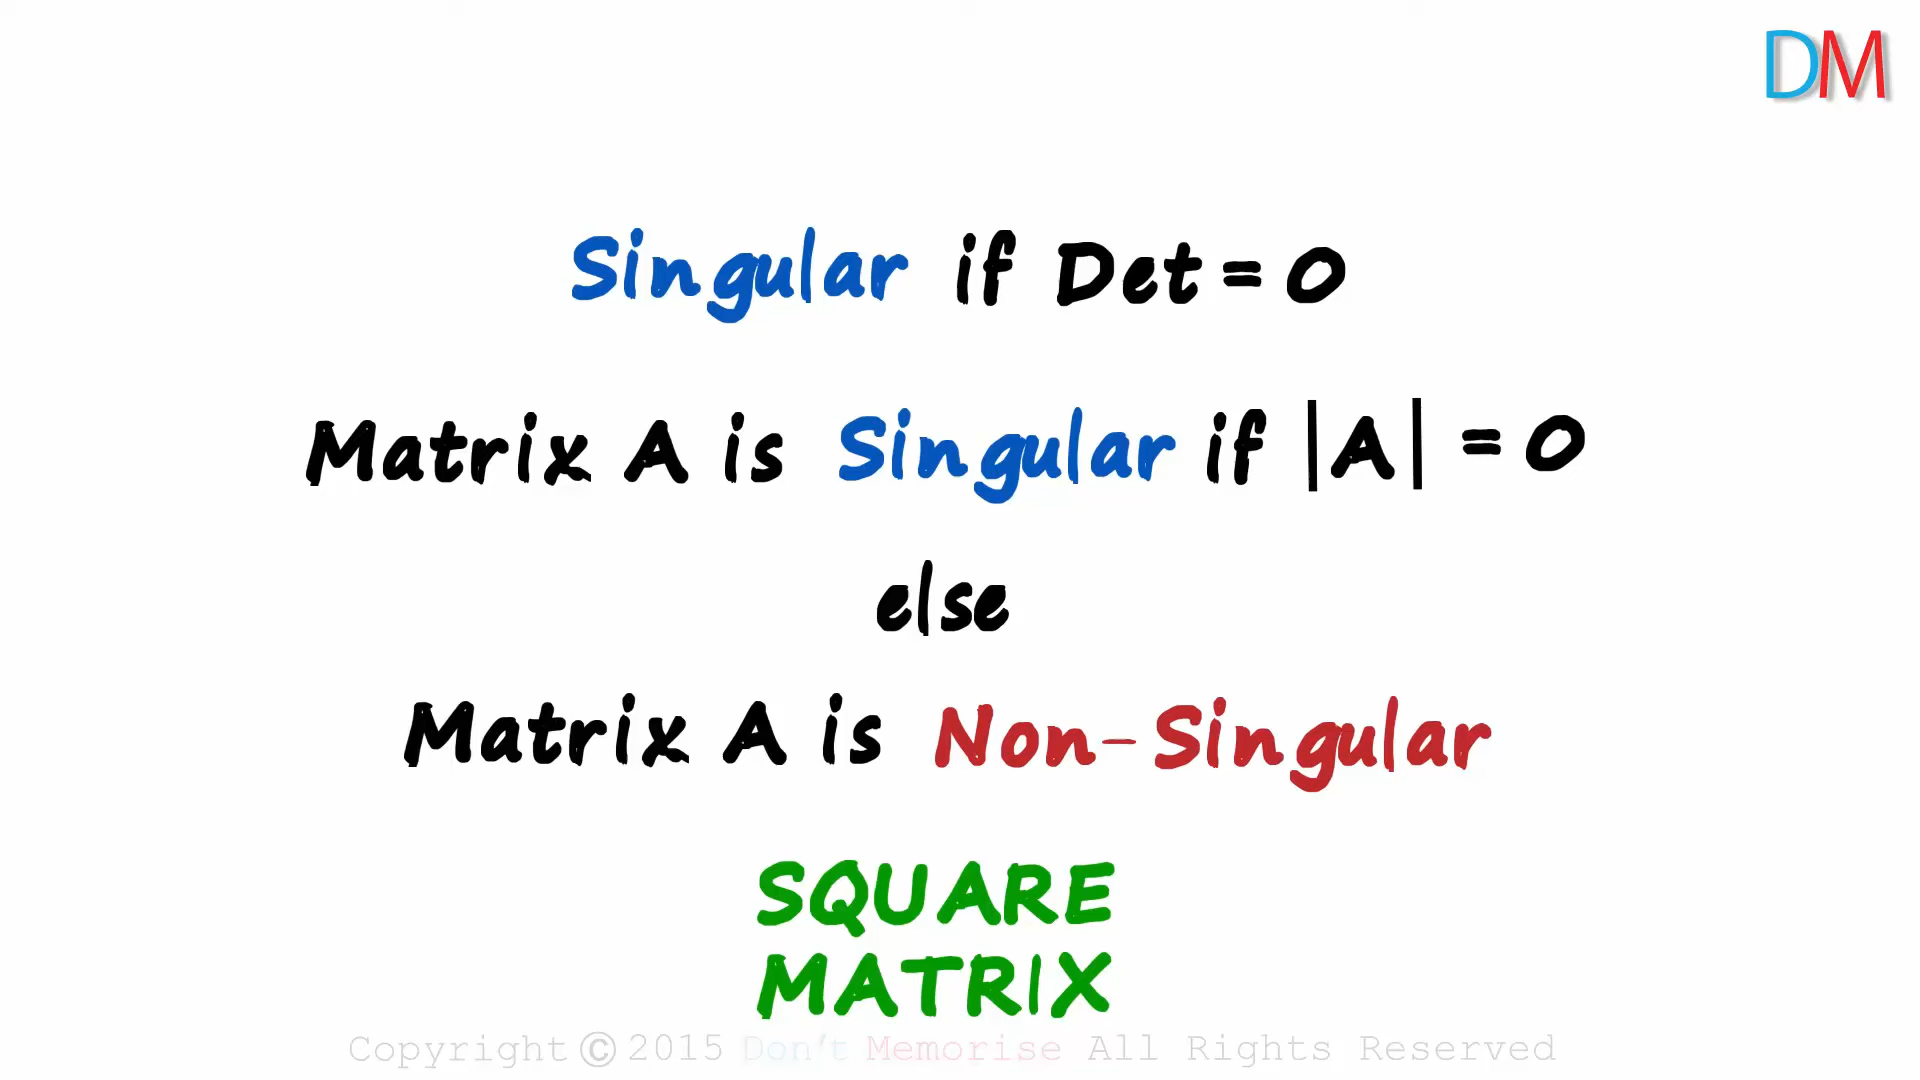 DM
Singular if Det = 0
Matrix A is Singular if |A| = 0
else
Matrix A is Non-Singular
SQUARE
MATRIX
Copyright © 2015 Don't Memorise All Rights Reserved